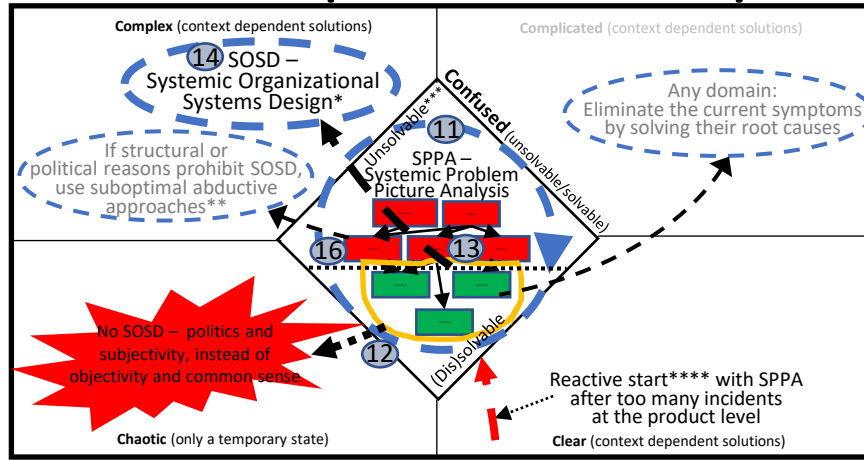 Complex (context dependent solutions)
Complicated (context dependent solutions)
14 SOSD –
Systemic Organizational
Systems Design*
Any domain:
Eliminate the current symptoms
by solving their root causes
If structural or
political reasons prohibit SOSD,
use suboptimal abductive
approaches**
Unsolvable***
Confused (unsolvable/solvable)
11
SPPA –
Systemic Problem
Picture Analysis
16
13
No SOSD – politics and
subjectivity, instead of
objectivity and common sense
12
(Dis)solvable
Reactive start**** with SPPA
after too many incidents
at the product level
Chaotic (only a temporary state)
Clear (context dependent solutions)